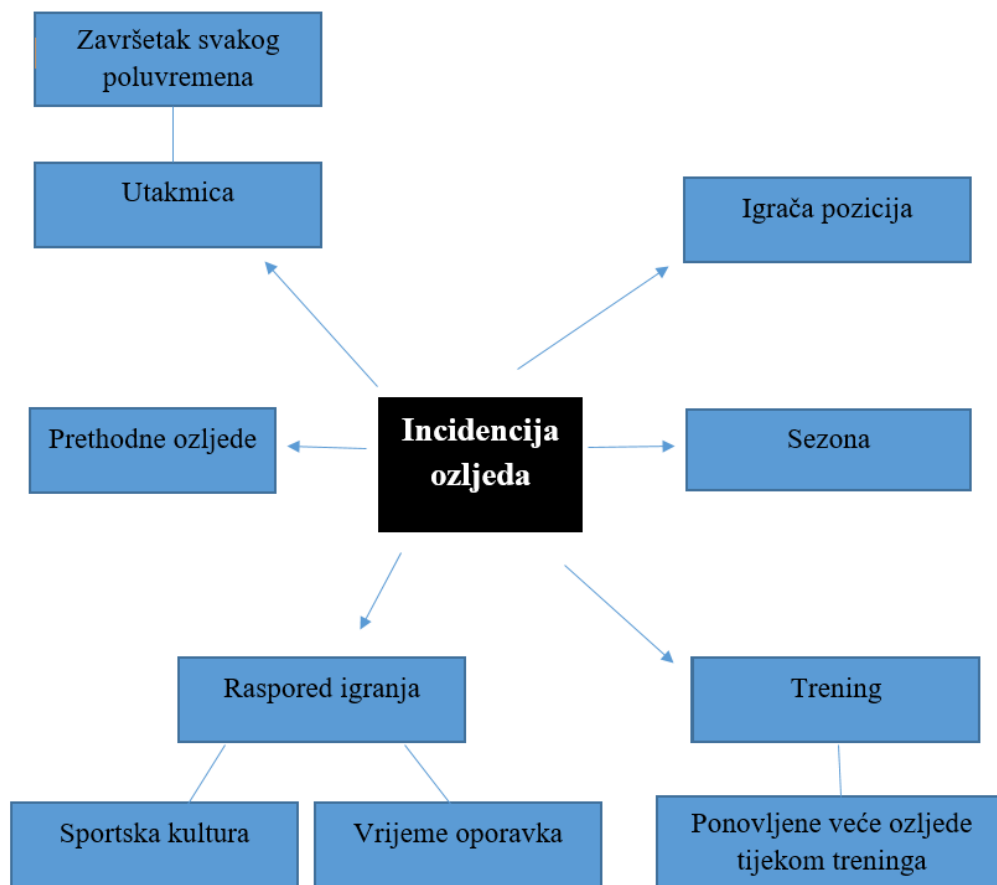 Završetak svakog
poluvremena
Utakmica
Igrača pozicija
Prethodne ozljede
Incidencija
ozljeda
Sezona
Raspored igranja
Trening
Sportska kultura
Vrijeme oporavka
Ponovljene veće ozljede
tijekom treninga